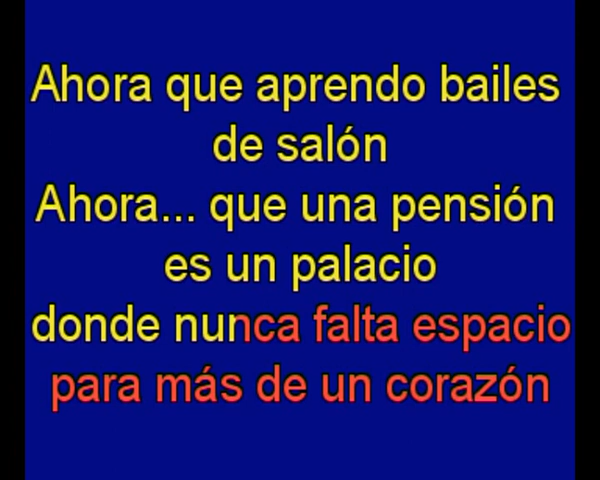 Ahora que aprendo bailes
de salón
Ahora... que una pensión
es un palacio
donde nunca falta espacio
para más de un corazón